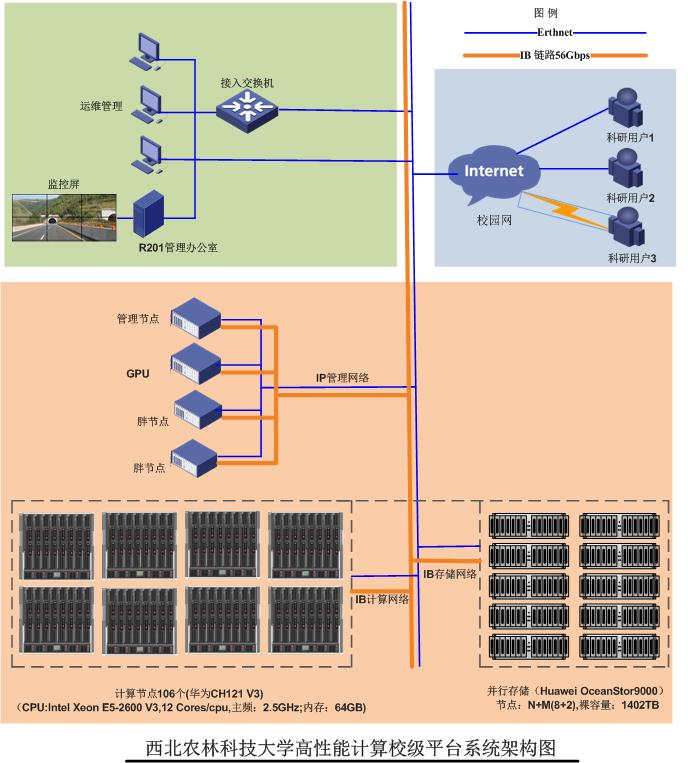 图 例
Erthnet
IB 链路56Gbps
接入交换机
运维管理
监控屏
R201管理办公室
Internet
校园网
科研用户1
科研用户2
科研用户3
管理节点
GPU
IP管理网络
胖节点
胖节点
IB存储网络
IB计算网络
计算节点106个(华为CH121 V3)
（CPU:Intel Xeon E5-2600 V3,12 Cores/cpu,主频：2.5GHz;内存：64GB)
并行存储（Huawei OceanStor9000）
节点：N+M(8+2),裸容量：1402TB
西北农林科技大学高性能计算校级平台系统架构图